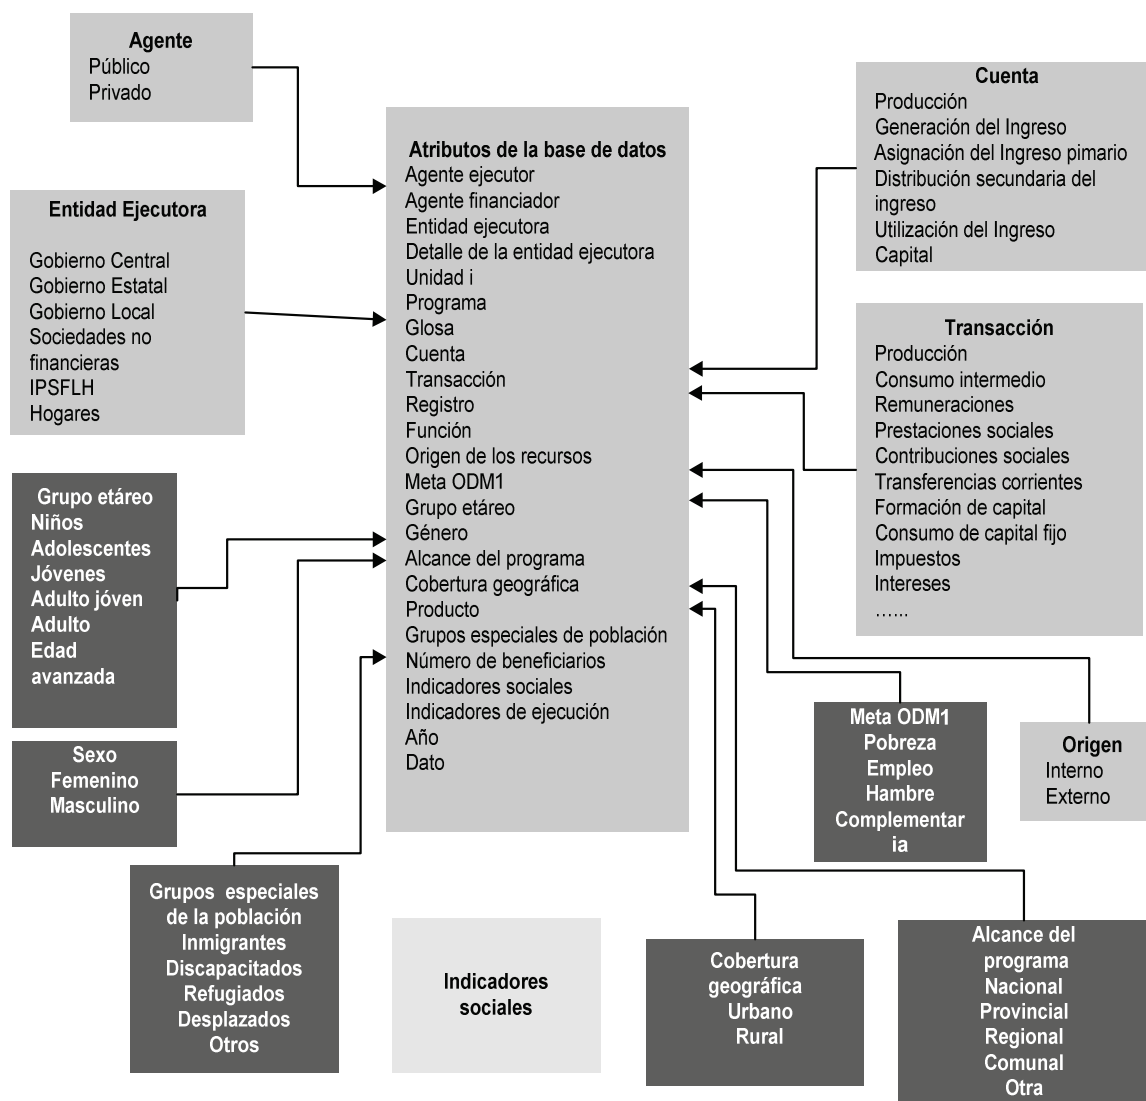 Agente
Público
Privado
Entidad Ejecutora
Gobierno Central
Gobierno Estatal
Gobierno Local
Sociedades no
financieras
IPSFLH
Hogares
Grupo etáreo
Niños
Adolescentes
Jóvenes
Adulto jóven
Adulto
Edad
avanzada
Sexo
Femenino
Masculino
Grupos especiales
de la población
Inmigrantes
Discapacitados
Refugiados
Desplazados
Otros
Atributos de la base de datos
Agente ejecutor
Agente financiador
Entidad ejecutora
Detalle de la entidad ejecutora
Unidad i
Programa
Glosa
Cuenta
Transacción
Registro
Función
Origen de los recursos
Meta ODM1
Grupo etáreo
Género
Alcance del programa
Cobertura geográfica
Producto
Grupos especiales de población
Número de beneficiarios
Indicadores sociales
Indicadores de ejecución
Año
Dato
Indicadores
sociales
Cuenta
Producción
Generación del Ingreso
Asignación del Ingreso pimario
Distribución secundaria del
ingreso
Utilización del Ingreso
Capital
Transacción
Producción
Consumo intermedio
Remuneraciones
Prestaciones sociales
Contribuciones sociales
Transferencias corrientes
Formación de capital
Consumo de capital fijo
Impuestos
Intereses
…...
Meta ODM1
Pobreza
Empleo
Hambre
Complementar
ia
Origen
Interno
Externo
Cobertura
geográfica
Urbano
Rural
Alcance del
programa
Nacional
Provincial
Regional
Comunal
Otra